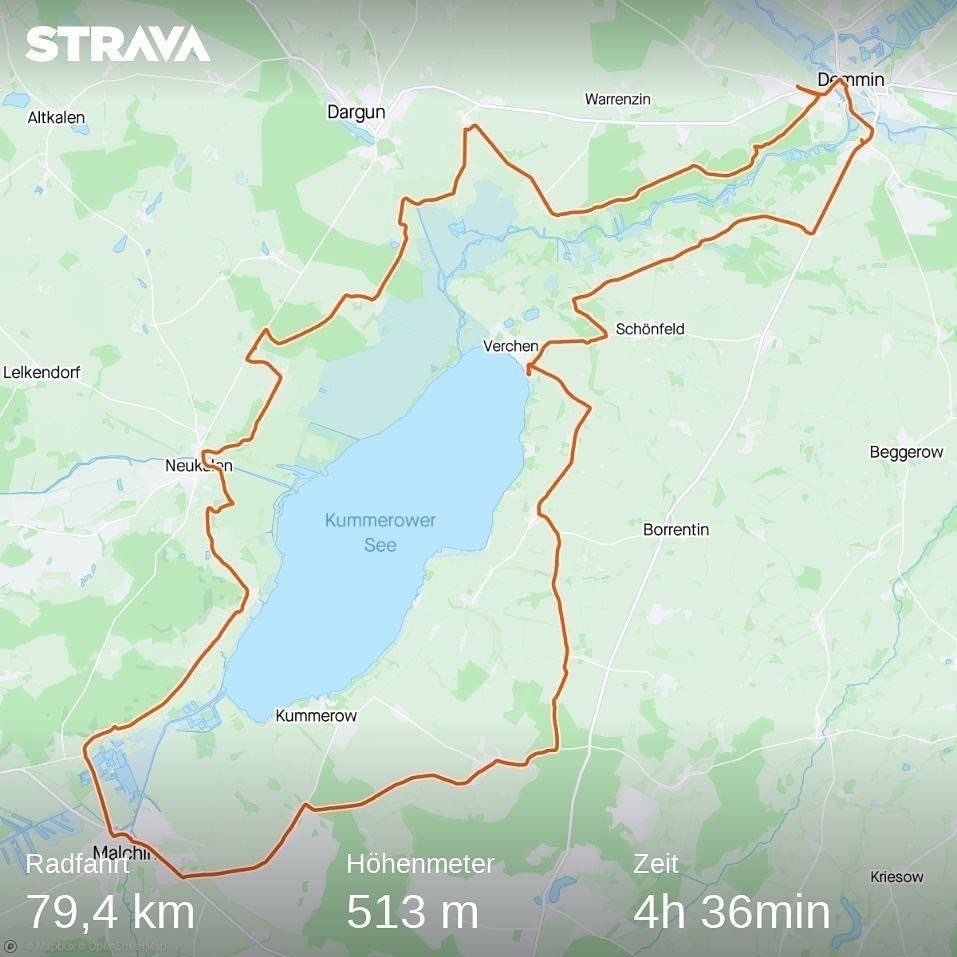 STRAVA
Demmin
Warrenzin
Dargun
Altkalen
Schönfeld
Verchen
Lelkendorf
Beggerow
Neukalen
Kummerower
See
Borrentin
Kummerow
Malchin
Kriesow
Radfahrt
79,4 km
Höhenmeter
513 m
Zeit
4h 36min
© Mapbox © OpenStreetMap